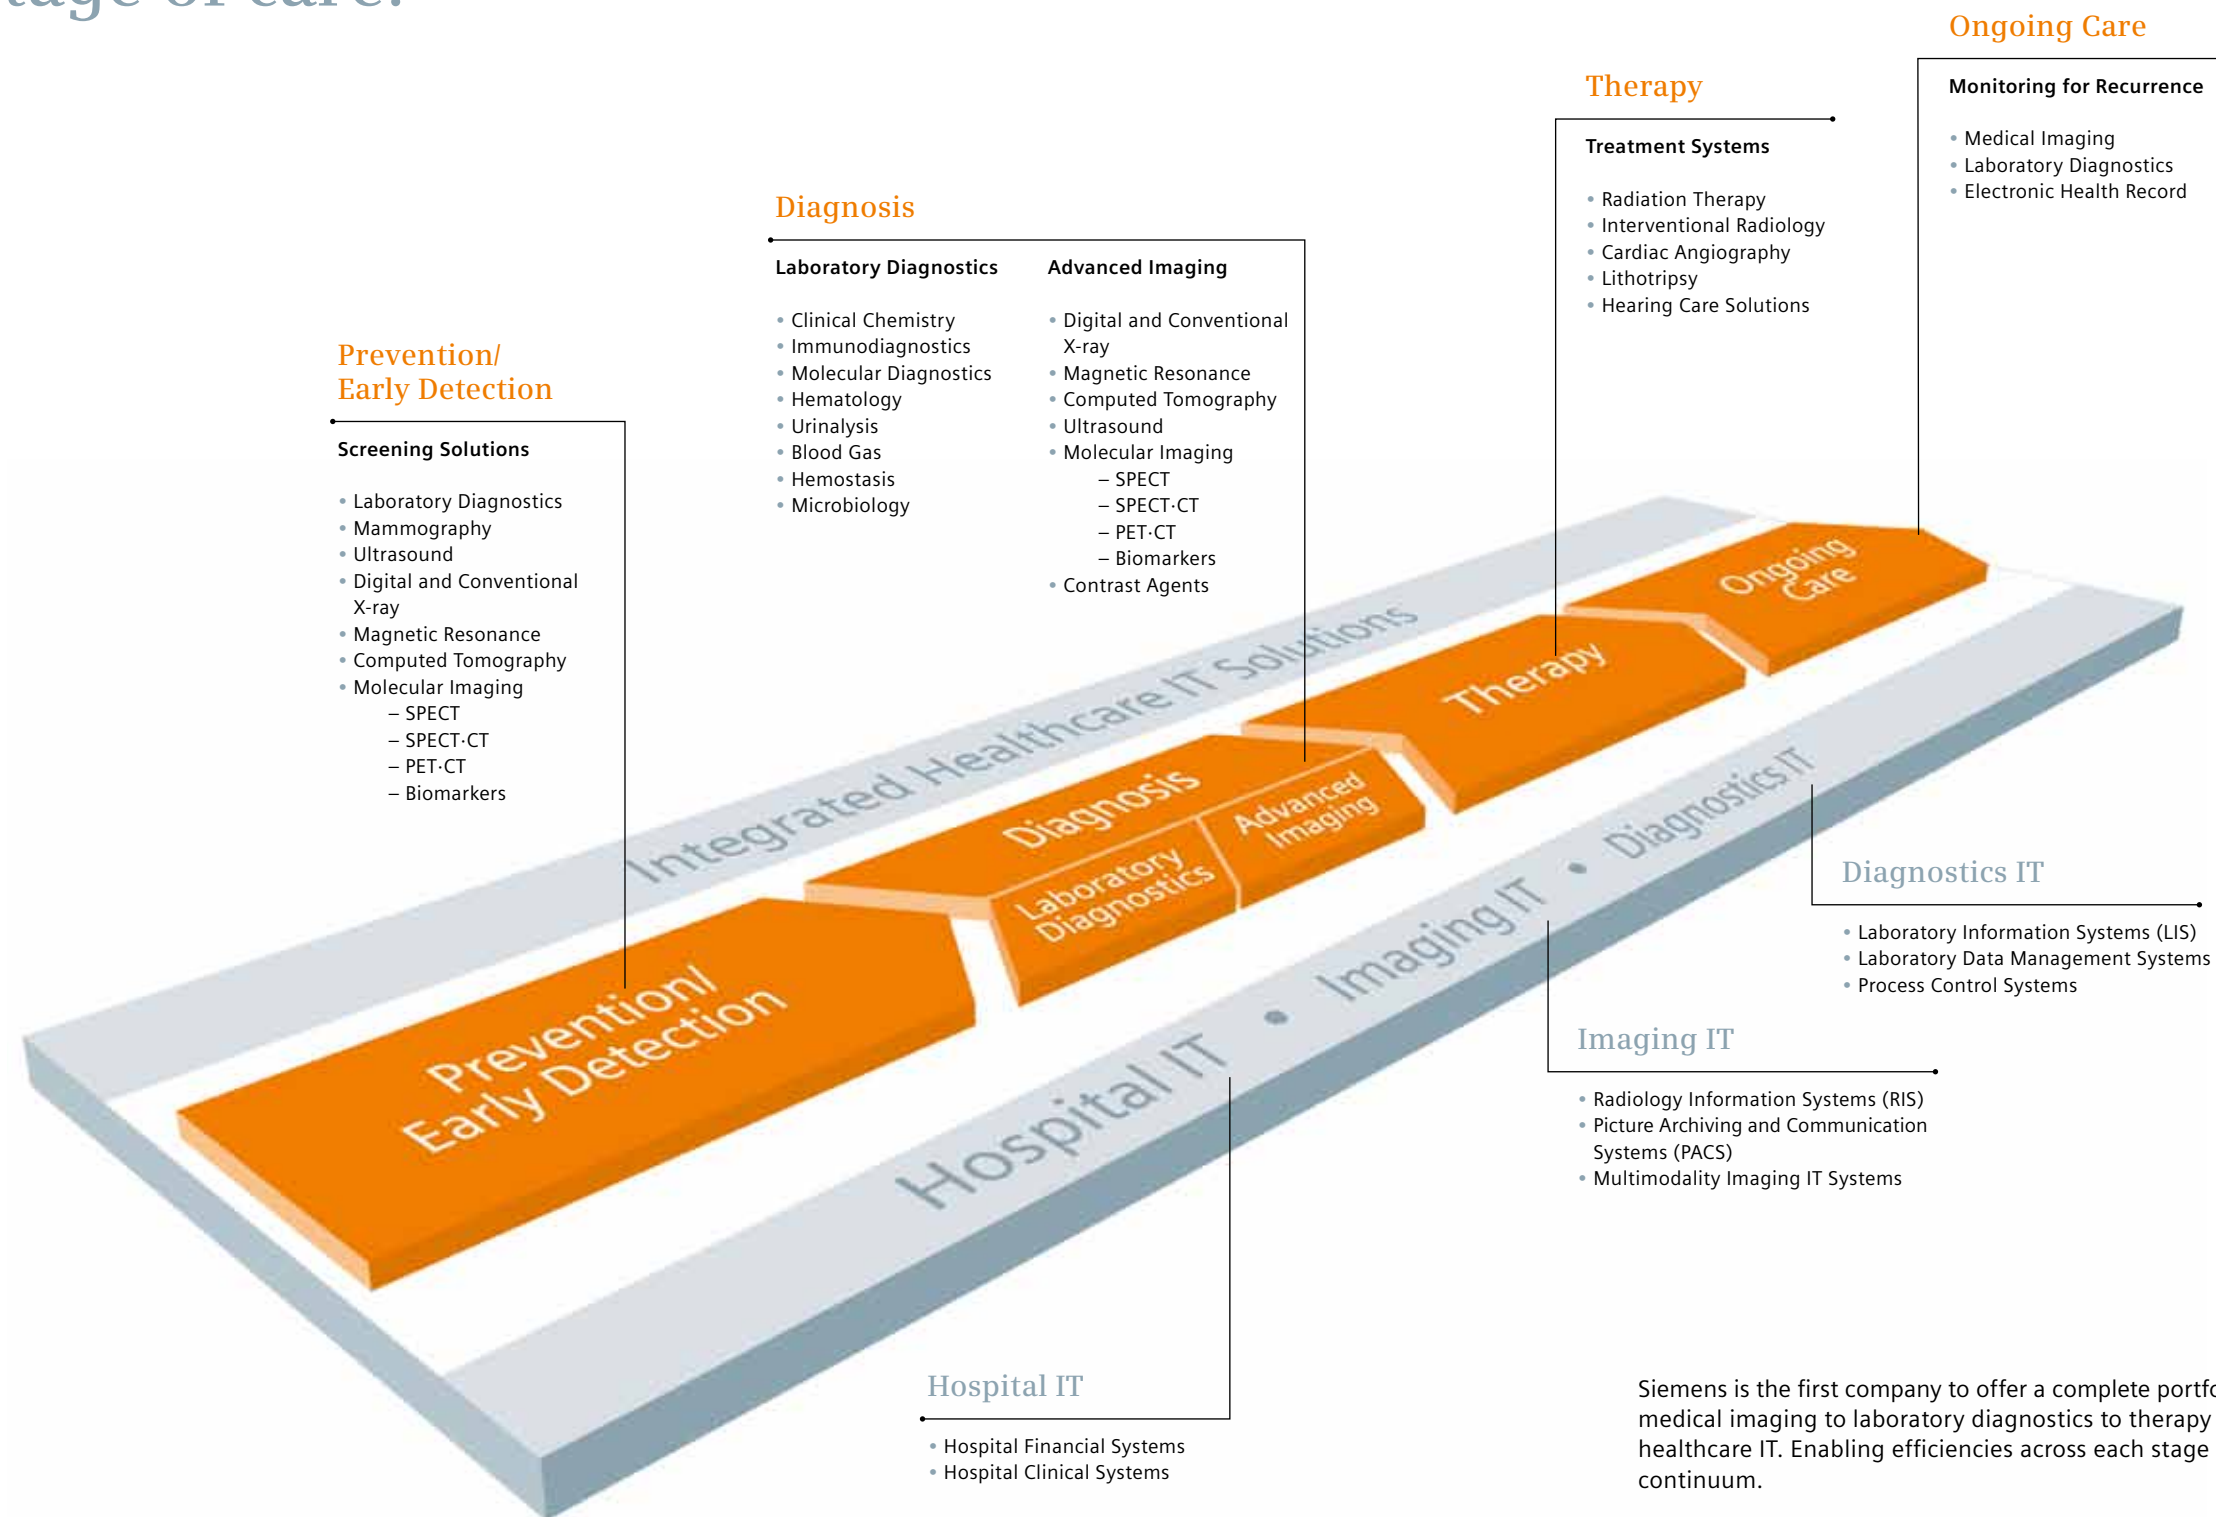 of care.
Ongoing Care
Monitoring for Recurrence
• Medical Imaging
• Laboratory Diagnostics
• Electronic Health Record
Therapy
Treatment Systems
• Radiation Therapy
• Interventional Radiology
• Cardiac Angiography
• Lithotripsy
• Hearing Care Solutions
Diagnosis
Laboratory Diagnostics
• Clinical Chemistry
• Immunodiagnostics
• Molecular Diagnostics
• Hematology
• Urinalysis
• Blood Gas
• Hemostasis
• Microbiology
Advanced Imaging
• Digital and Conventional
X-ray
• Magnetic Resonance
• Computed Tomography
• Ultrasound
• Molecular Imaging
– SPECT
– SPECT·CT
– PET·CT
– Biomarkers
• Contrast Agents
Prevention/
Early Detection
Screening Solutions
• Laboratory Diagnostics
• Mammography
• Ultrasound
• Digital and Conventional
X-ray
• Magnetic Resonance
• Computed Tomography
• Molecular Imaging
– SPECT
– SPECT·CT
– PET·CT
– Biomarkers
Integrated Healthcare IT Solutions
Prevention/
Early Detection
Diagnosis
Laboratory
Diagnostics
Advanced
Imaging
Therapy
Ongoing
Care
Hospital IT • Imaging IT • Diagnostics IT
Diagnostics IT
• Laboratory Information Systems (LIS)
• Laboratory Data Management Systems
• Process Control Systems
Imaging IT
• Radiology Information Systems (RIS)
• Picture Archiving and Communication
Systems (PACS)
• Multimodality Imaging IT Systems
Hospital IT
• Hospital Financial Systems
• Hospital Clinical Systems
Siemens is the first company to offer a complete
medical imaging to laboratory diagnostics to therapy
healthcare IT. Enabling efficiencies across each stage
continuum.